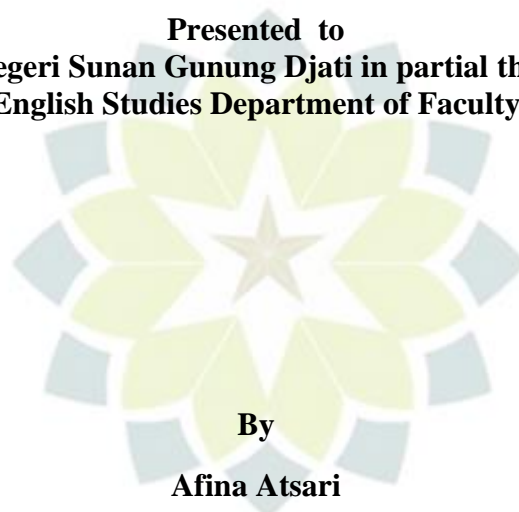 Presented to
egeri Sunan Gunung Djati in partial th
English Studies Department of Faculty
By
Afina Atsari